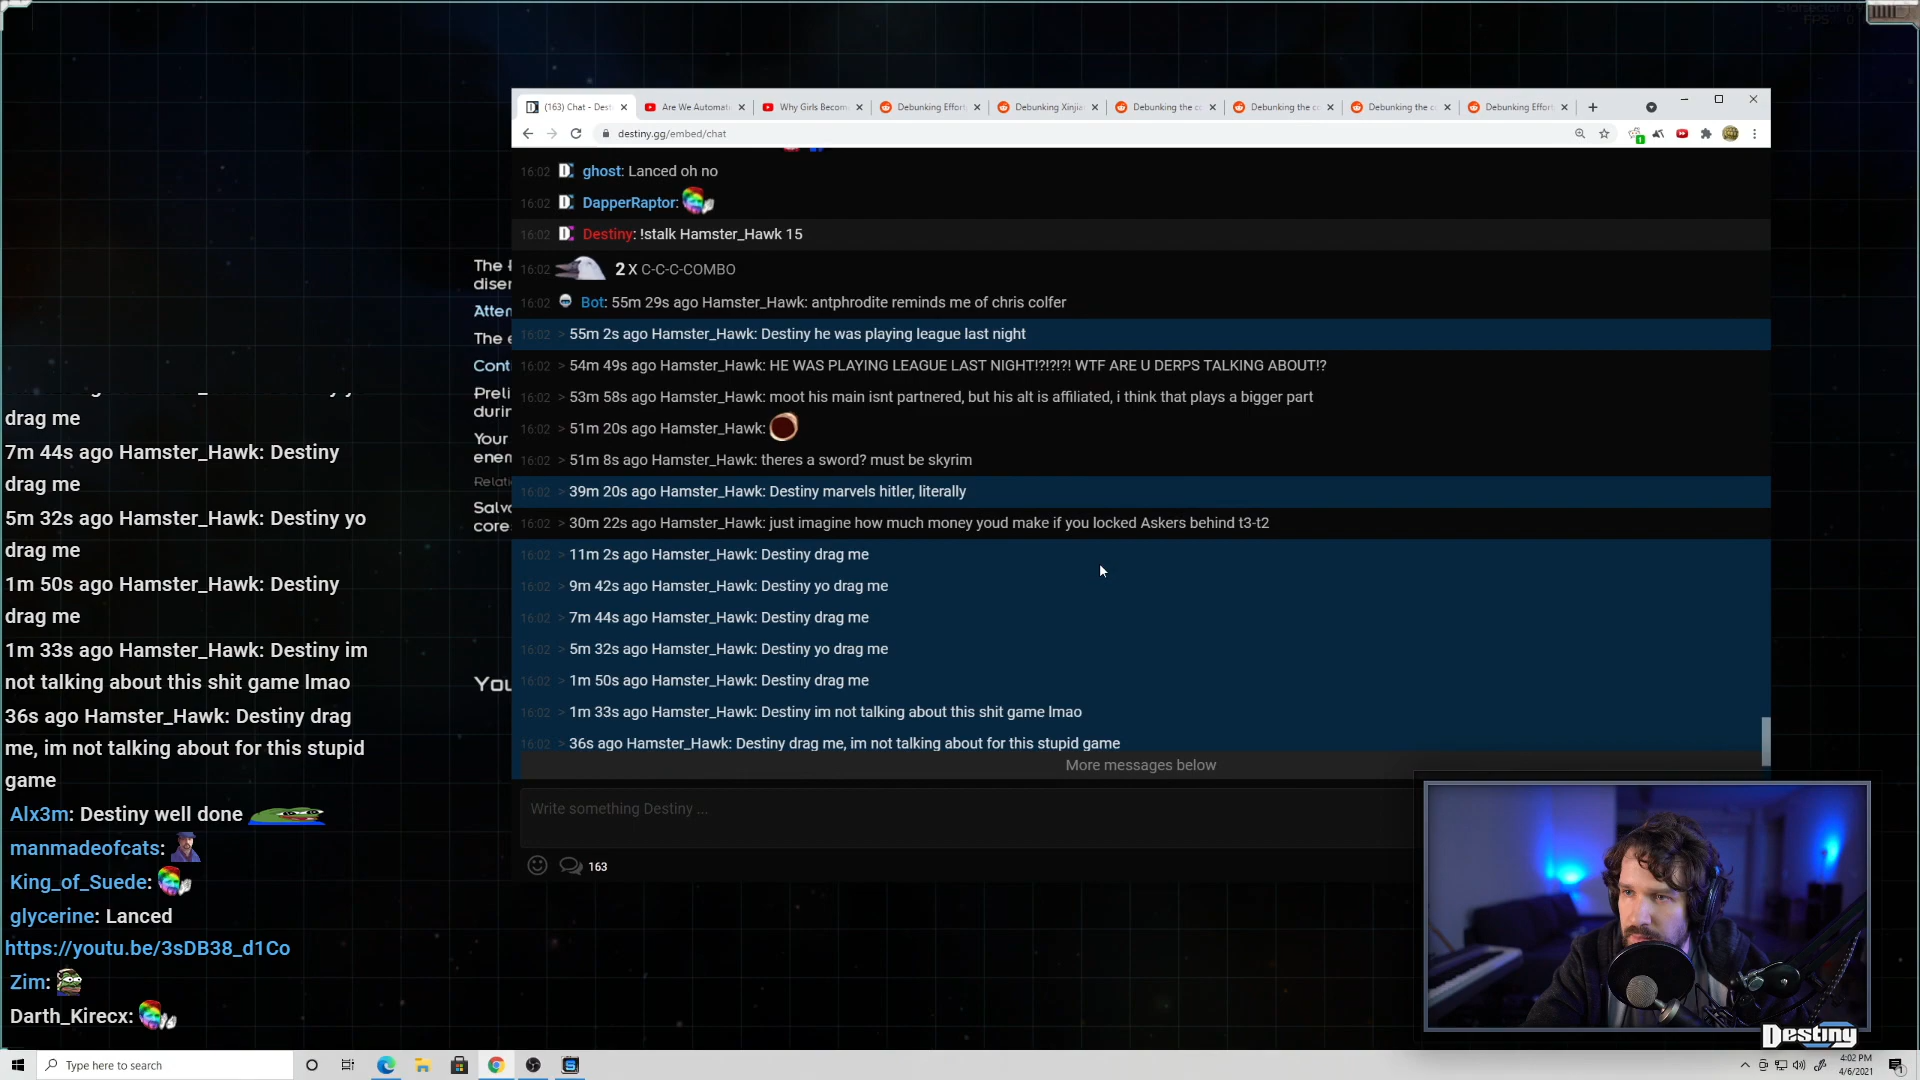 (163) Chat - Dest
Are We Automat
Why Girls Becom
Debunking Effort
Debunking Xinjia
Debunking the c
Debunking the c
Debunking the c
Debunking Effort
destiny.gg/embed/chat
16:02 ghost: Lanced oh no
16:02 DapperRaptor:
16:02 Destiny: !stalk Hamster_Hawk 15
16:02 2 X C-C-C-COMBO
16:02 Bot: 55m 29s ago Hamster_Hawk: antphrodite reminds me of chris colfer
16:02 > 55m 2s ago Hamster_Hawk: Destiny he was playing league last night
16:02 > 54m 49s ago Hamster_Hawk: HE WAS PLAYING LEAGUE LAST NIGHT!?!?!?! WTF ARE U DERPS TALKING ABOUT!?
16:02 > 53m 58s ago Hamster_Hawk: moot his main isnt partnered, but his alt is affiliated, i think that plays a bigger part
16:02 > 51m 20s ago Hamster_Hawk:
16:02 > 51m 8s ago Hamster_Hawk: theres a sword? must be skyrim
16:02 > 39m 20s ago Hamster_Hawk: Destiny marvels hitler, literally
16:02 > 30m 22s ago Hamster_Hawk: just imagine how much money youd make if you locked Askers behind t3-t2
16:02 > 11m 2s ago Hamster_Hawk: Destiny drag me
16:02 > 9m 42s ago Hamster_Hawk: Destiny yo drag me
16:02 > 7m 44s ago Hamster_Hawk: Destiny drag me
16:02 > 5m 32s ago Hamster_Hawk: Destiny yo drag me
16:02 > 1m 50s ago Hamster_Hawk: Destiny drag me
16:02 > 1m 33s ago Hamster_Hawk: Destiny im not talking about this shit game lmao
16:02 > 36s ago Hamster_Hawk: Destiny drag me, im not talking about for this stupid game
More messages below
Write something Destiny ...
163
The
Atten
The e
Cont
Preli
durin
Your
enem
Relati
Salv
core
You
drag me
7m 44s ago Hamster_Hawk: Destiny
drag me
5m 32s ago Hamster_Hawk: Destiny yo
drag me
1m 50s ago Hamster_Hawk: Destiny
drag me
1m 33s ago Hamster_Hawk: Destiny im
not talking about this shit game lmao
36s ago Hamster_Hawk: Destiny drag
me, im not talking about for this stupid
game
Alx3m: Destiny well done
manmadeofcats:
King_of_Suede:
glycerine: Lanced
https://youtu.be/3sDB38_d1Co
Zim:
Darth_Kirecx:
Destiny
Type here to search
4:02 PM
4/6/2021